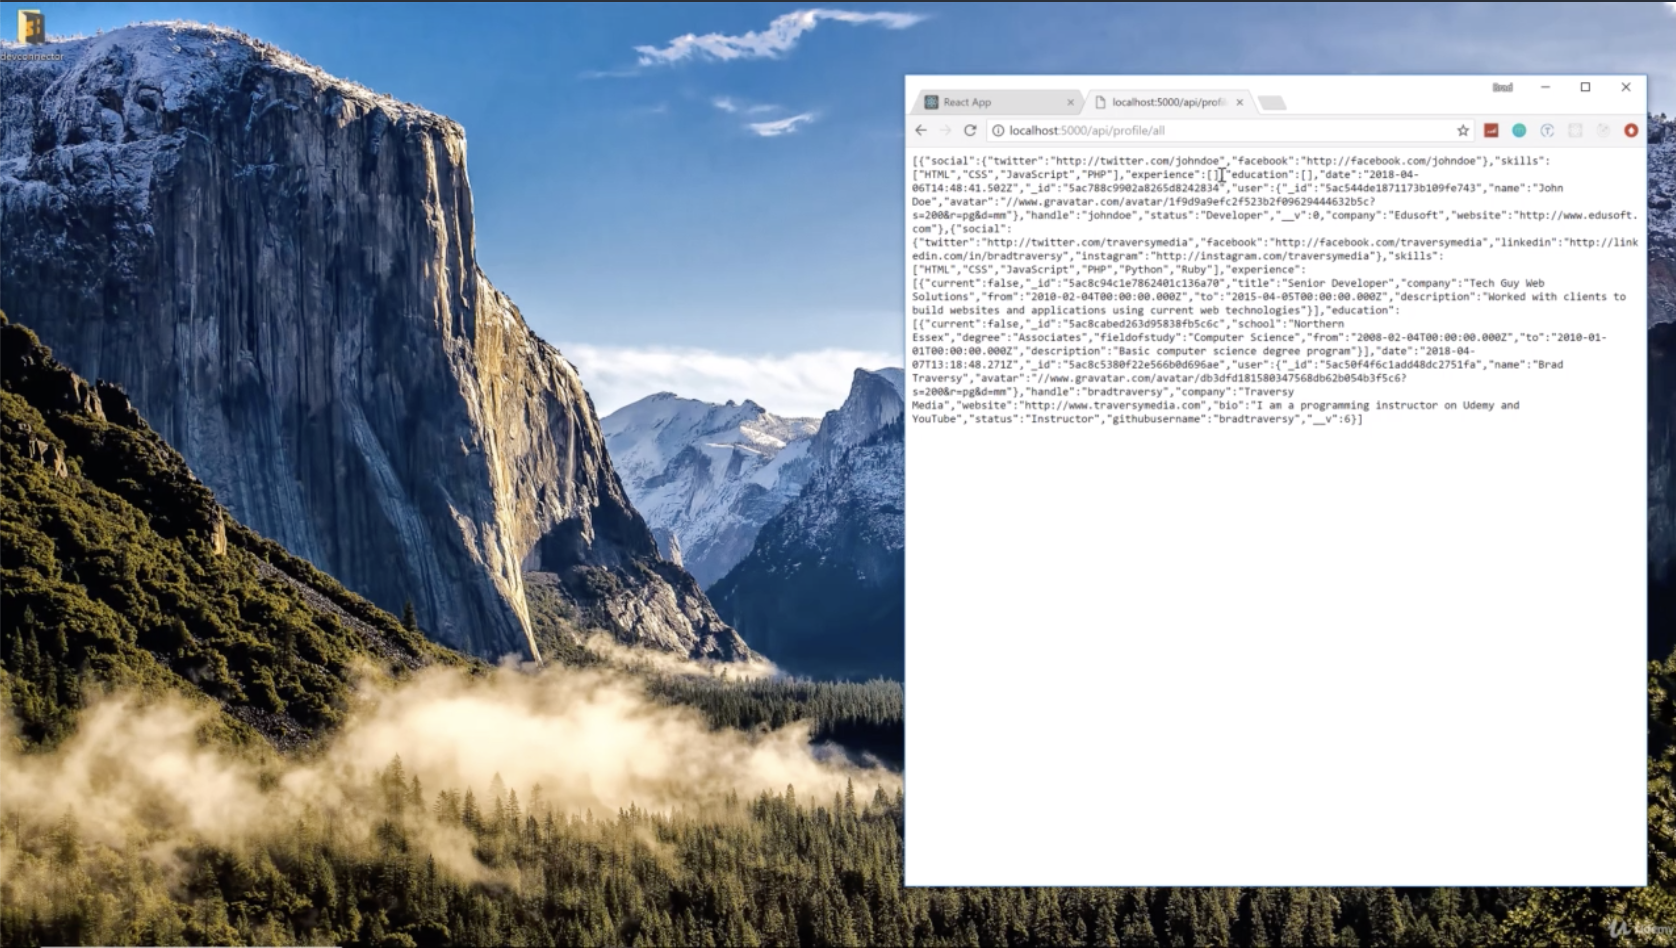 devconnector
Brad
React App
localhost:5000/api/profil
localhost:5000/api/profile/all
[{"social":{"twitter":"http://twitter.com/johndoe","facebook":"http://facebook.com/johndoe"},"skills":
["HTML","CSS","JavaScript","PHP"],"experience":[],"education":[],"date":"2018-04-
06T14:48:41.502Z","_id":"5ac788c9902a8265d8242834","user":{"_id":"5ac544de1871173b109fe743","name":"John
Doe","avatar":"//www.gravatar.com/avatar/1f9d9a9efc2f523b2f09629444632b5c?
s=200&r=pg&d=mm"},"handle":"johndoe","status":"Developer","__v":0,"company":"Edusoft","website":"http://www.edusoft.
com"},{"social":
{"twitter":"http://twitter.com/traversymedia","facebook":"http://facebook.com/traversymedia","linkedin":"http://link
edin.com/in/bradtraversy","instagram":"http://instagram.com/traversymedia"},"skills":
["HTML","CSS","JavaScript","PHP","Python","Ruby"],"experience":
[{"current":false,"_id":"5ac8c94c1e7862401c136a70","title":"Senior Developer","company":"Tech Guy Web
Solutions","from":"2010-02-04T00:00:00.000Z","to":"2015-04-05T00:00:00.000Z","description":"Worked with clients to
build websites and applications using current web technologies"}],"education":
[{"current":false,"_id":"5ac8cabed263d95838fb5c6c","school":"Northern
Essex","degree":"Associates","fieldofstudy":"Computer Science","from":"2008-02-04T00:00:00.000Z","to":"2010-01-
01T00:00:00.000Z","description":"Basic computer science degree program"}],"date":"2018-04-
07T13:18:48.271Z","_id":"5ac8c5380f22e566b0d696ae","user":{"_id":"5ac50f4f6c1add48dc2751fa","name":"Brad
Traversy","avatar":"//www.gravatar.com/avatar/db3dfd181580347568db62b054b3f5c6?
s=200&r=pg&d=mm"},"handle":"bradtraversy","company":"Traversy
Media","website":"http://www.traversymedia.com","bio":"I am a programming instructor on Udemy and
YouTube","status":"Instructor","githubusername":"bradtraversy","__v":6}]
Udemy